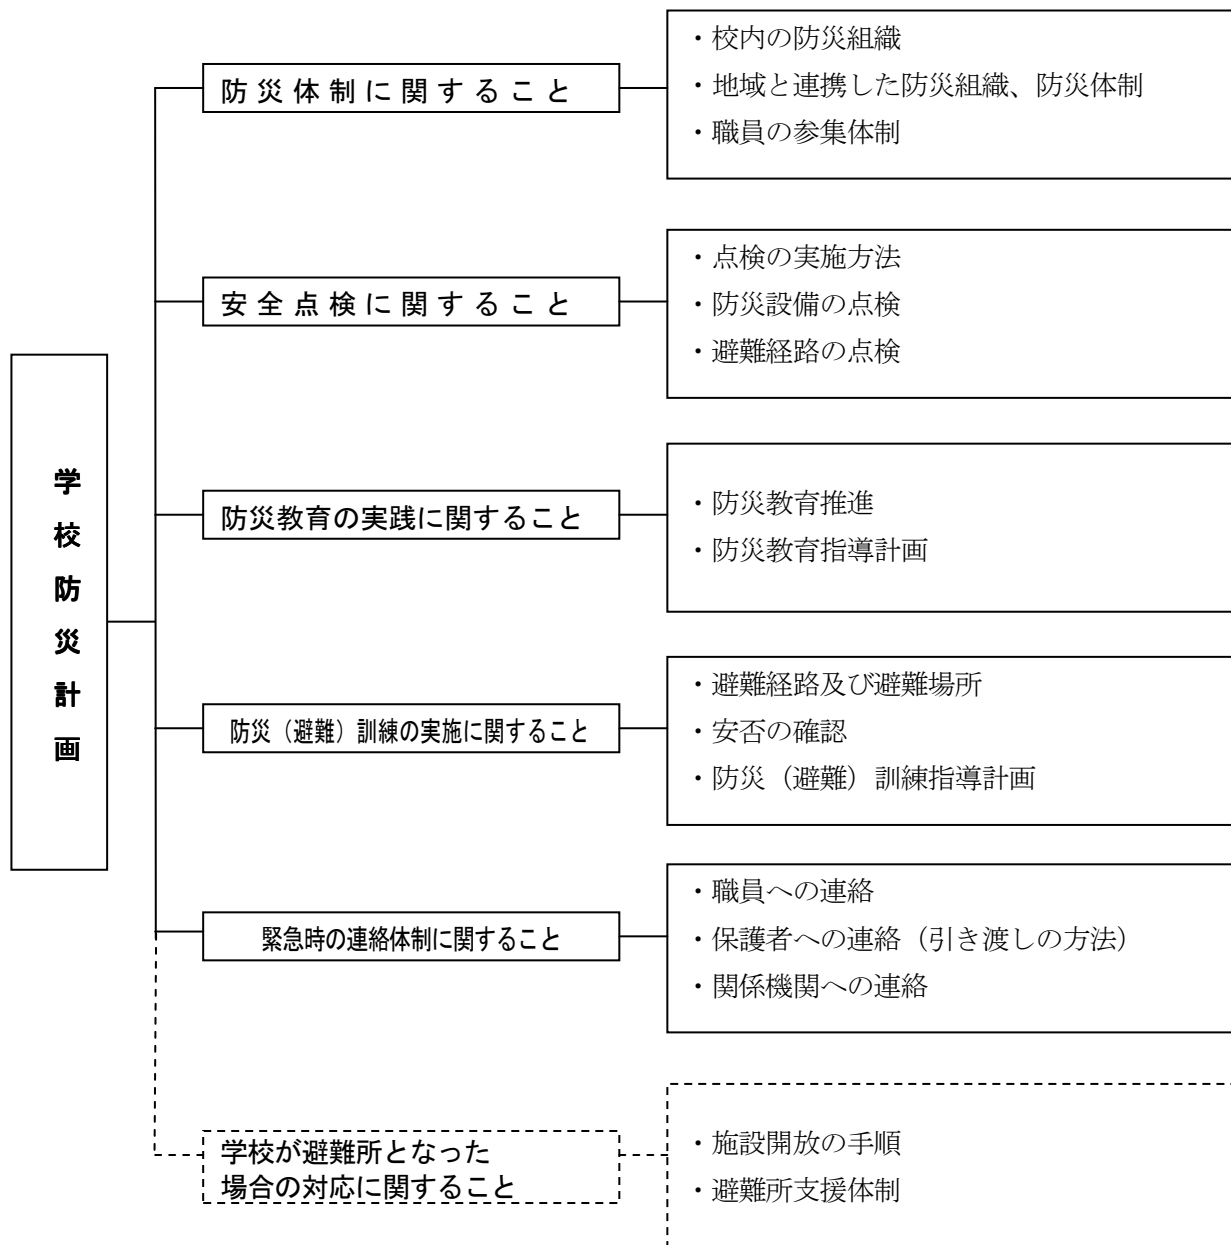 学校防災計画
防災体制に関すること
・校内の防災組織
・地域と連携した防災組織、防災体制
・職員の参集体制
安全点検に関すること
・点検の実施方法
・防災設備の点検
・避難経路の点検
防災教育の実践に関すること
・防災教育推進
・防災教育指導計画
防災（避難）訓練の実施に関すること
・避難経路及び避難場所
・安否の確認
・防災（避難）訓練指導計画
緊急時の連絡体制に関すること
・職員への連絡
・保護者への連絡（引き渡しの方法）
・関係機関への連絡
学校が避難所となった
場合の対応に関すること
・施設開放の手順
・避難所支援体制